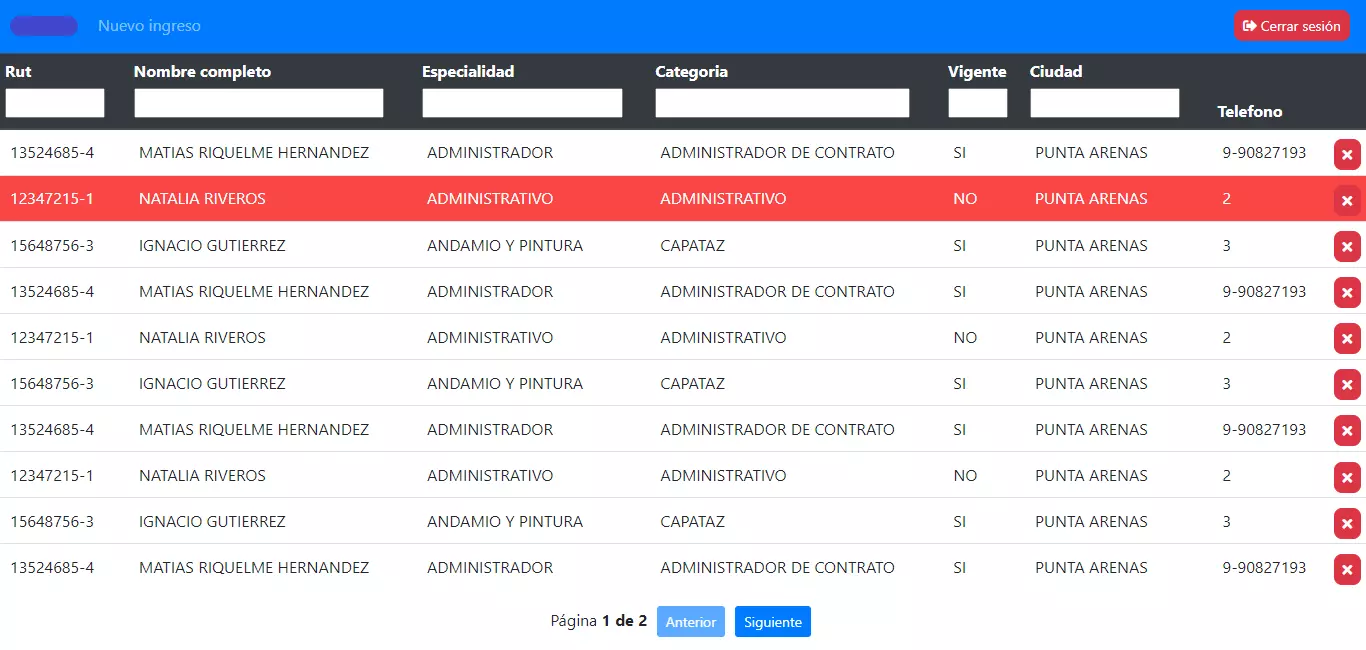 Nuevo ingreso Cerrar sesión
Rut Nombre completo Especialidad Categoria Vigente Ciudad Telefono
13524685-4 MATIAS RIQUELME HERNANDEZ ADMINISTRADOR ADMINISTRADOR DE CONTRATO SI PUNTA ARENAS 9-90827193
12347215-1 NATALIA RIVEROS ADMINISTRATIVO ADMINISTRATIVO NO PUNTA ARENAS 2
15648756-3 IGNACIO GUTIERREZ ANDAMIO Y PINTURA CAPATAZ SI PUNTA ARENAS 3
13524685-4 MATIAS RIQUELME HERNANDEZ ADMINISTRADOR ADMINISTRADOR DE CONTRATO SI PUNTA ARENAS 9-90827193
12347215-1 NATALIA RIVEROS ADMINISTRATIVO ADMINISTRATIVO NO PUNTA ARENAS 2
15648756-3 IGNACIO GUTIERREZ ANDAMIO Y PINTURA CAPATAZ SI PUNTA ARENAS 3
13524685-4 MATIAS RIQUELME HERNANDEZ ADMINISTRADOR ADMINISTRADOR DE CONTRATO SI PUNTA ARENAS 9-90827193
12347215-1 NATALIA RIVEROS ADMINISTRATIVO ADMINISTRATIVO NO PUNTA ARENAS 2
15648756-3 IGNACIO GUTIERREZ ANDAMIO Y PINTURA CAPATAZ SI PUNTA ARENAS 3
13524685-4 MATIAS RIQUELME HERNANDEZ ADMINISTRADOR ADMINISTRADOR DE CONTRATO SI PUNTA ARENAS 9-90827193
Página 1 de 2 Anterior Siguiente